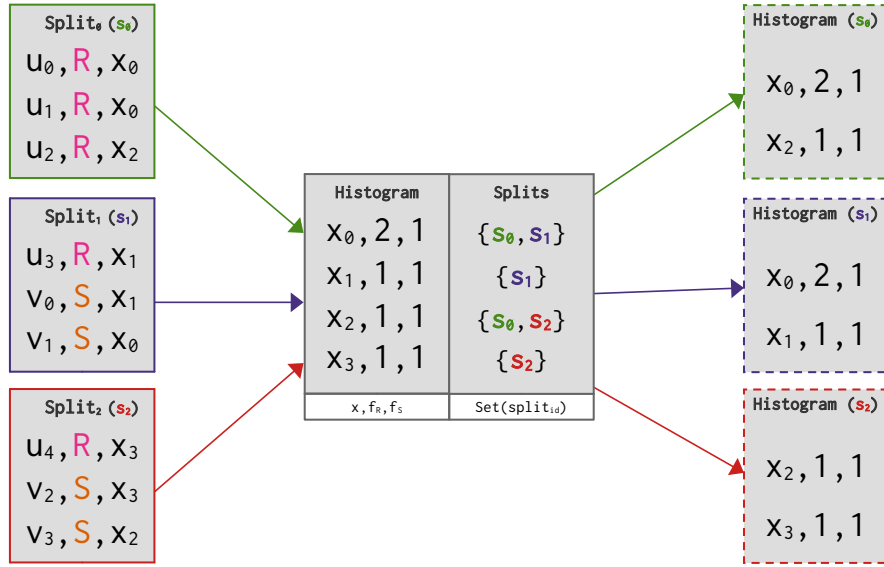 Split₀ (s₀)
u₀,R,x₀
u₁,R,x₀
u₂,R,x₂
Split₁ (s₁)
u₃,R,x₁
v₀,S,x₁
v₁,S,x₀
Split₂ (s₂)
u₄,R,x₃
v₂,S,x₃
v₃,S,x₂
Histogram Splits
x₀,2,1 {s₀,s₁}
x₁,1,1 {s₁}
x₂,1,1 {s₀,s₂}
x₃,1,1 {s₂}
x,f_R,f_S Set(split_id)
Histogram (s₀)
x₀,2,1
x₂,1,1
Histogram (s₁)
x₀,2,1
x₁,1,1
Histogram (s₂)
x₂,1,1
x₃,1,1